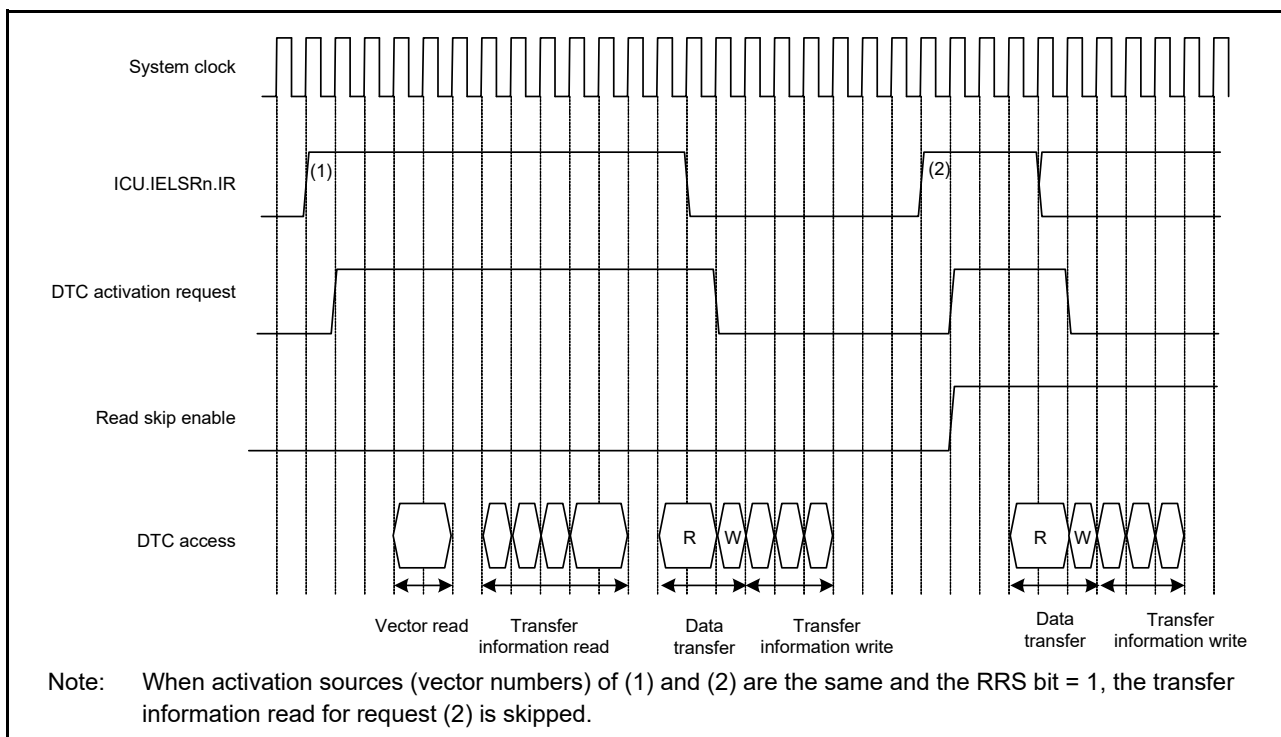 System clock
(1)
(2)
ICU.IELSRn.IR
DTC activation request
Read skip enable
DTC access
R
W
R
W
Vector read
Transfer
information read
Data
transfer
Transfer
information write
Data
transfer
Transfer
information write
Note: When activation sources (vector numbers) of (1) and (2) are the same and the RRS bit = 1, the transfer
information read for request (2) is skipped.